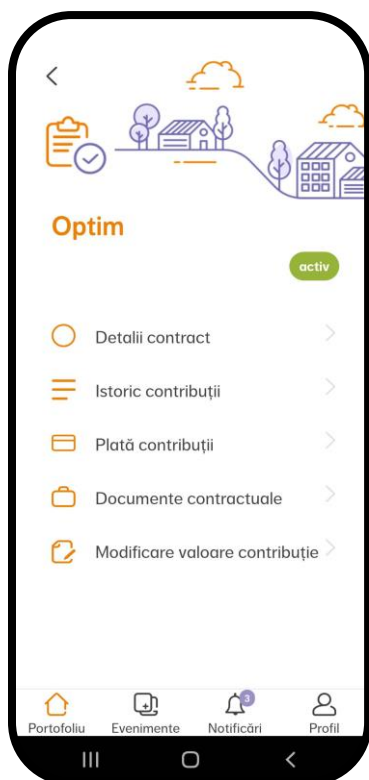 Optim
activ
Detalii contract
Istoric contribuții
Plată contribuții
Documente contractuale
Modificare valoare contribuție
3
Portofoliu Evenimente Notificări Profil